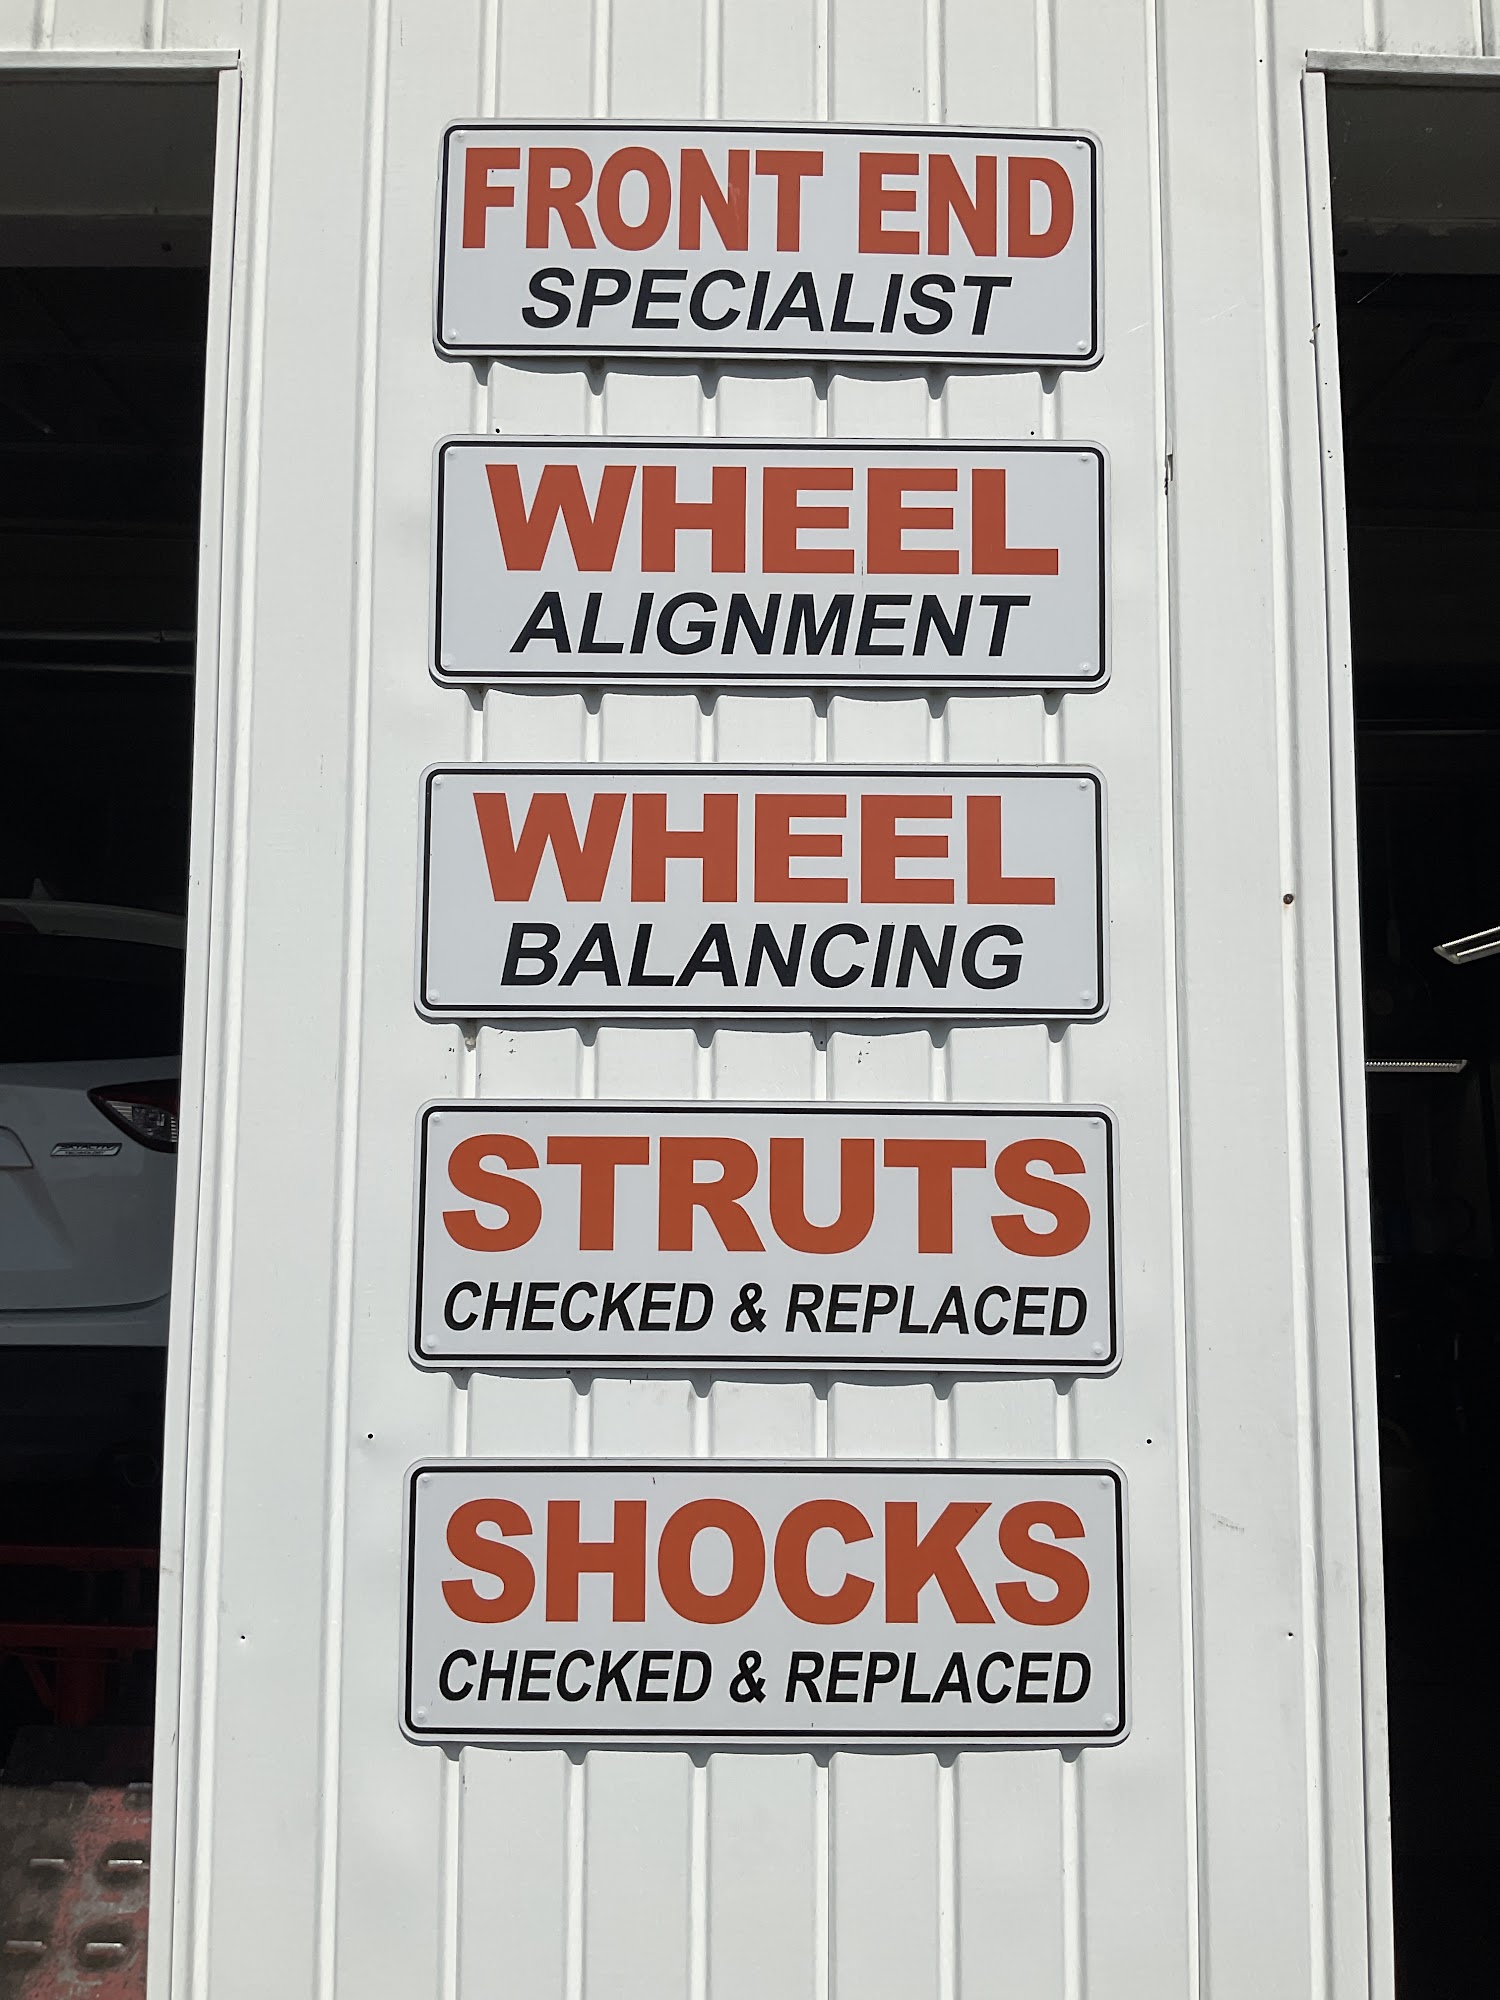 FRONT END
SPECIALIST
WHEEL
ALIGNMENT
WHEEL
BALANCING
STRUTS
CHECKED & REPLACED
SHOCKS
CHECKED & REPLACED